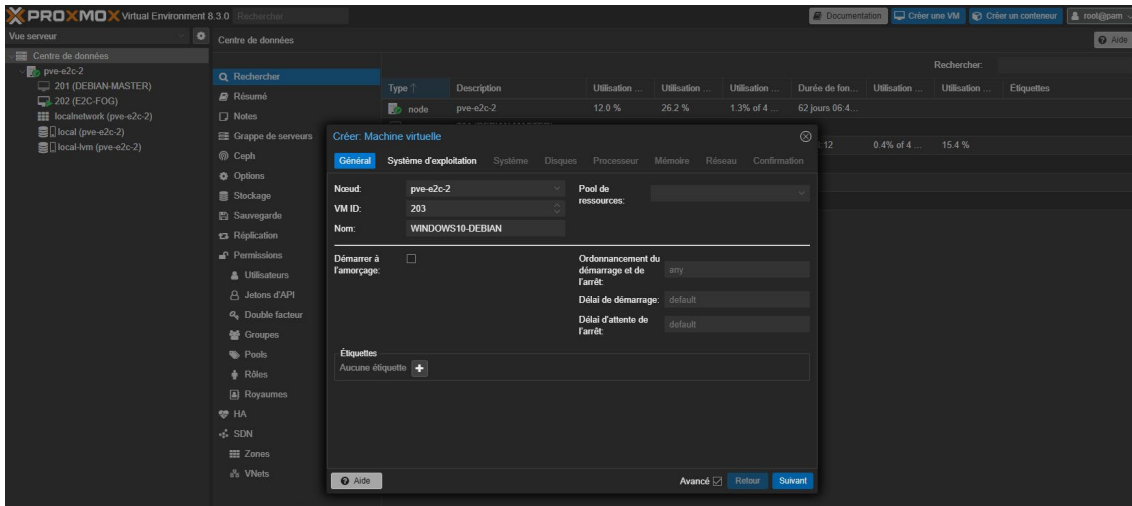 PROXMOX Virtual Environment 8.3.0 Rechercher
Documentation Créer une VM Créer un conteneur root@pam
Vue serveur
Centre de données
Aide
Centre de données
pve-e2c-2
201 (DEBIAN-MASTER)
202 (E2C-FOG)
localnetwork (pve-e2c-2)
local (pve-e2c-2)
local-lvm (pve-e2c-2)
Rechercher
Résumé
Notes
Grappe de serveurs
Ceph
Options
Stockage
Sauvegarde
Réplication
Permissions
Utilisateurs
Jetons d'API
Double facteur
Groupes
Pools
Rôles
Royaumes
HA
SDN
Zones
VNets
Rechercher:
Type Description Utilisation ... Utilisation ... Utilisation ... Durée de fon... Utilisation ... Utilisation ... Étiquettes
node pve-e2c-2 12.0 % 26.2 % 1.3% of 4 ... 62 jours 06:4...
0.4% of 4 ... 15.4 %
Créer: Machine virtuelle
Général Système d'exploitation Système Disques Processeur Mémoire Réseau Confirmation
Nœud: pve-e2c-2
VM ID: 203
Nom: WINDOWS10-DEBIAN
Pool de
ressources:
Démarrer à
l'amorçage:
Ordonnancement du
démarrage et de
l'arrêt: any
Délai de démarrage: default
Délai d'attente de
l'arrêt: default
Étiquettes
Aucune étiquette
Aide
Avancé Retour Suivant